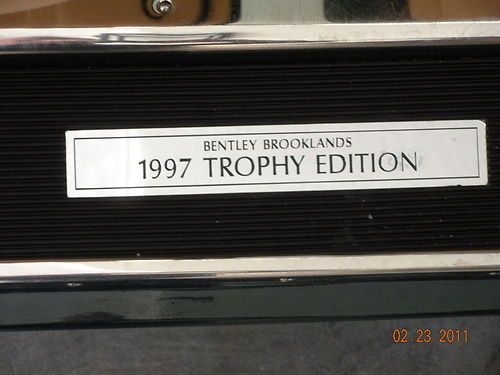 BENTLEY BROOKLANDS
1997 TROPHY EDITION
02.23.2011